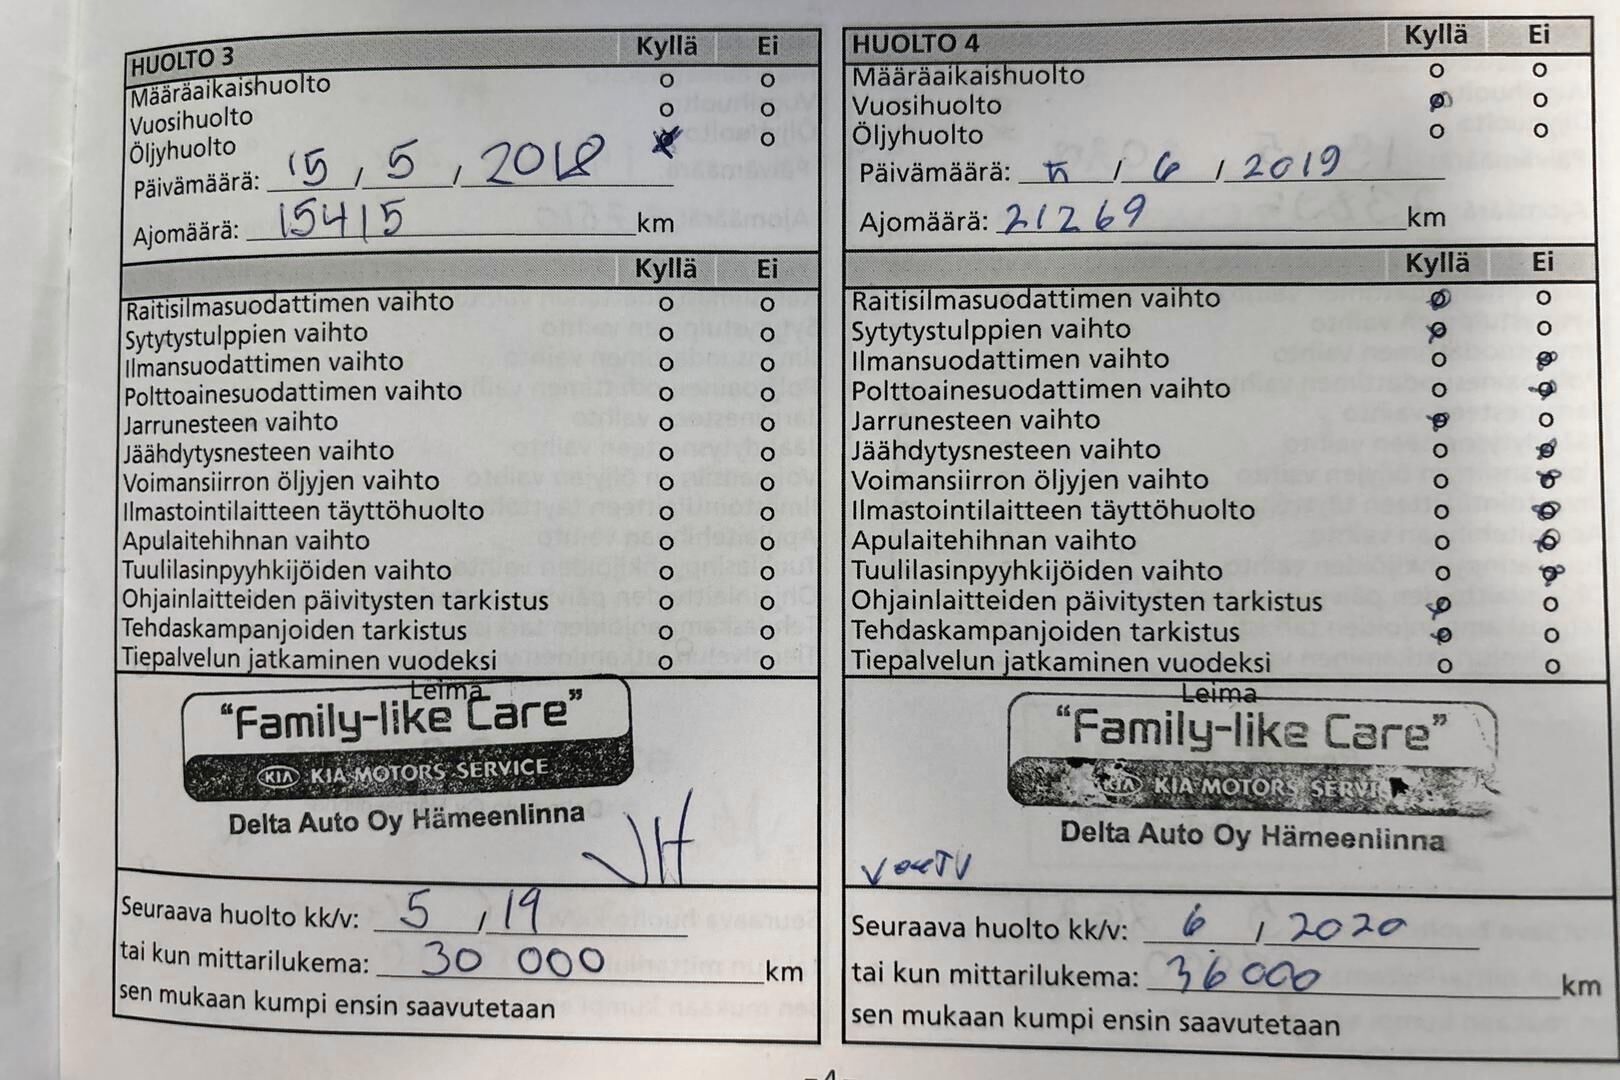 HUOLTO 3 Kyllä Ei
Määräaikaishuolto
Vuosihuolto
Öljyhuolto
Päivämäärä: 15 , 5 , 2018
Ajomäärä: 15415 km
Kyllä Ei
Raitisilmasuodattimen vaihto
Sytytystulppien vaihto
Ilmansuodattimen vaihto
Polttoainesuodattimen vaihto
Jarrunesteen vaihto
Jäähdytysnesteen vaihto
Voimansiirron öljyjen vaihto
Ilmastointilaitteen täyttöhuolto
Apulaitehihnan vaihto
Tuulilasinpyyhkijöiden vaihto
Ohjainlaitteiden päivitysten tarkistus
Tehdaskampanjoiden tarkistus
Tiepalvelun jatkaminen vuodeksi
Leima
"Family-like Care"
KIA KIA MOTORS SERVICE
Delta Auto Oy Hämeenlinna
JH
Seuraava huolto kk/v: 5 , 19
tai kun mittarilukema: 30 000 km
sen mukaan kumpi ensin saavutetaan
HUOLTO 4 Kyllä Ei
Määräaikaishuolto
Vuosihuolto
Öljyhuolto
Päivämäärä: / 6 , 2019
Ajomäärä: 21269 km
Kyllä Ei
Raitisilmasuodattimen vaihto
Sytytystulppien vaihto
Ilmansuodattimen vaihto
Polttoainesuodattimen vaihto
Jarrunesteen vaihto
Jäähdytysnesteen vaihto
Voimansiirron öljyjen vaihto
Ilmastointilaitteen täyttöhuolto
Apulaitehihnan vaihto
Tuulilasinpyyhkijöiden vaihto
Ohjainlaitteiden päivitysten tarkistus
Tehdaskampanjoiden tarkistus
Tiepalvelun jatkaminen vuodeksi
Leima
"Family-like Care"
KIA KIA MOTORS SERVICE
Delta Auto Oy Hämeenlinna
Seuraava huolto kk/v: 6 / 2020
tai kun mittarilukema: 36000 km
sen mukaan kumpi ensin saavutetaan
-4-